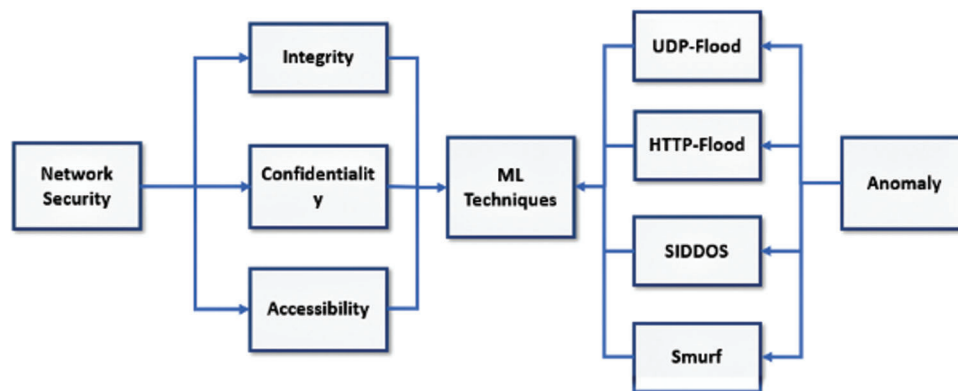 Network
Security
Integrity
Confidentialit
y
Accessibility
ML
Techniques
UDP-Flood
HTTP-Flood
SIDDOS
Smurf
Anomaly